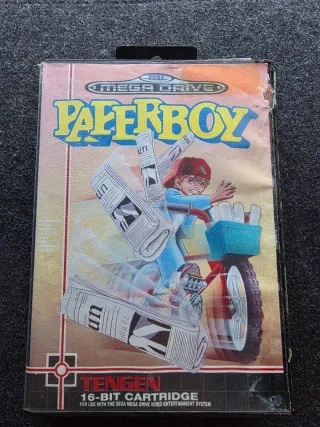 SEGA
MEGA DRIVE
PAPERBOY
TENGEN
16-BIT CARTRIDGE
FOR USE WITH THE SEGA MEGA DRIVE VIDEO ENTERTAINMENT SYSTEM